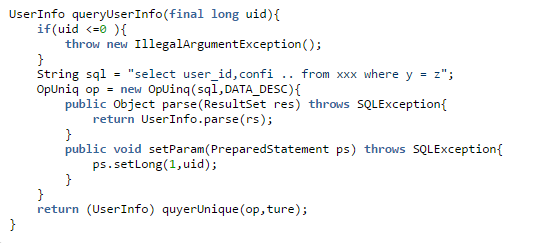 UserInfo queryUserInfo(final long uid){
    if(uid <=0 ){
        throw new IllegalArgumentException();
    }
    String sql = "select user_id,confi .. from xxx where y = z";
    OpUniq op = new OpUinq(sql,DATA_DESC){
        public Object parse(ResultSet res) throws SQLException{
            return UserInfo.parse(rs);
        }
        public void setParam(PreparedStatement ps) throws SQLException{
            ps.setLong(1,uid);
        }
    }
    return (UserInfo) quyerUnique(op,ture);
}